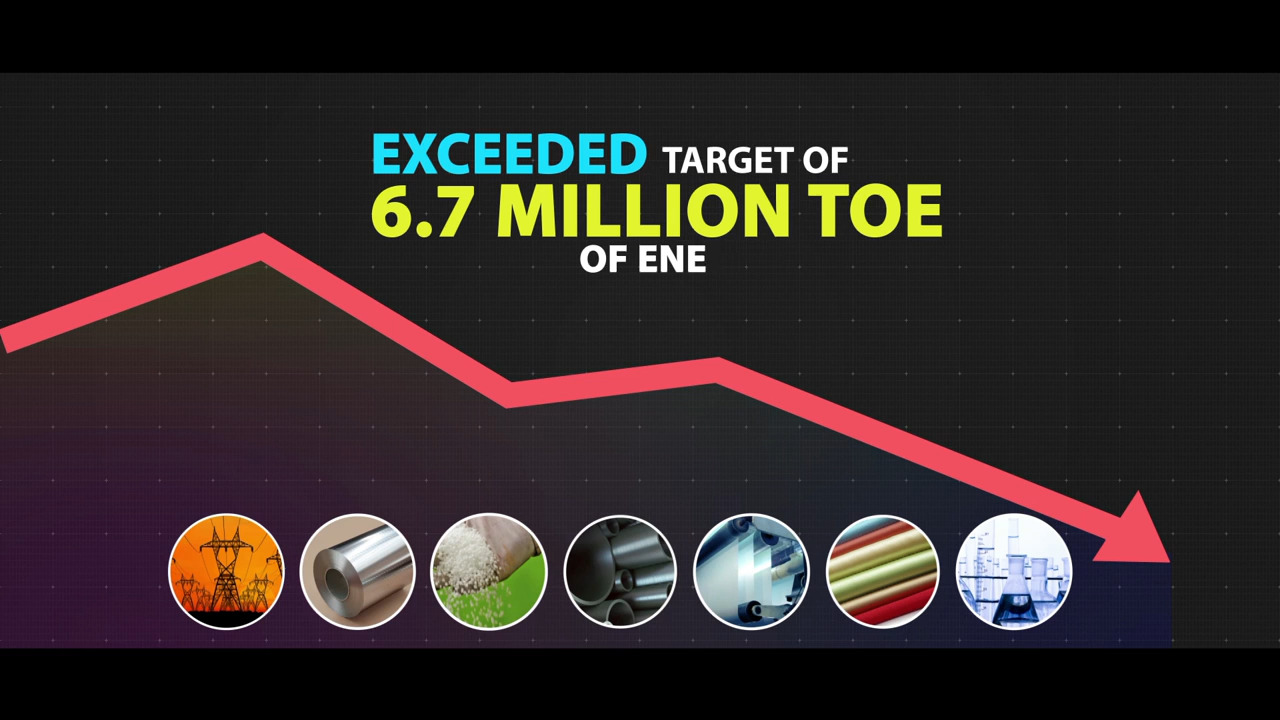 EXCEEDED TARGET OF
6.7 MILLION TOE
OF ENE